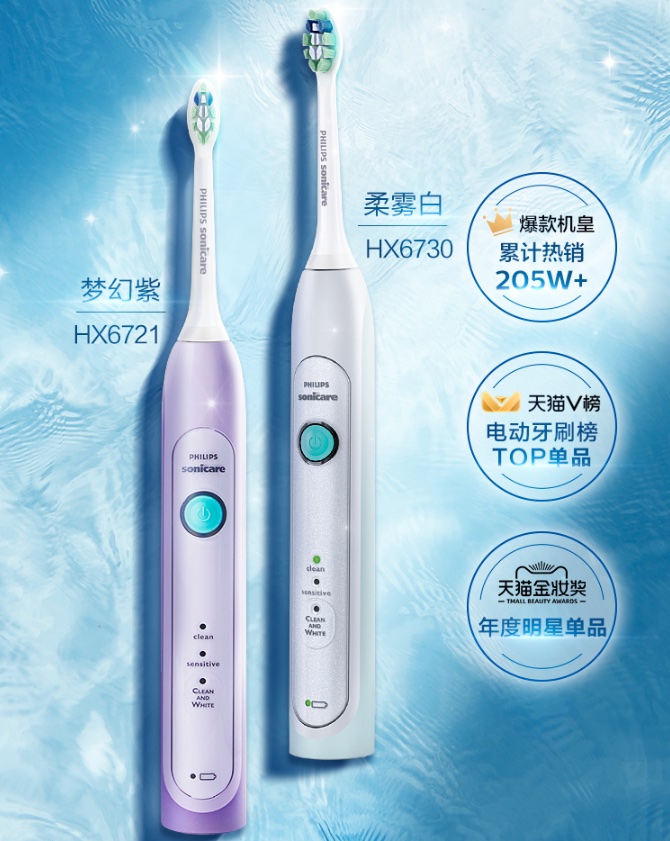 PHILIPS sonicare
PHILIPS sonicare
柔雾白
HX6730
梦幻紫
HX6721
爆款机皇
累计热销
205W+
天猫V榜
电动牙刷榜
TOP单品
天猫金妆奖
TMALL BEAUTY AWARDS
年度明星单品
PHILIPS
sonicare
clean
sensitive
CLEAN
AND
WHITE
PHILIPS
sonicare
clean
sensitive
CLEAN
AND
WHITE